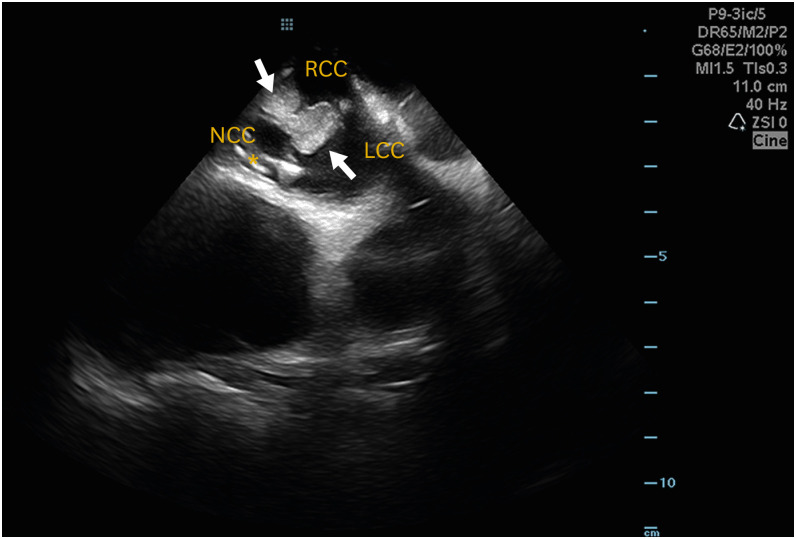 P9-3ic/5
DR65/M2/P2
G68/E2/100%
MI1.5 TIs0.3
11.0 cm
40 Hz
ZSI 0
Cine
RCC
NCC
LCC
*
5
10
cm